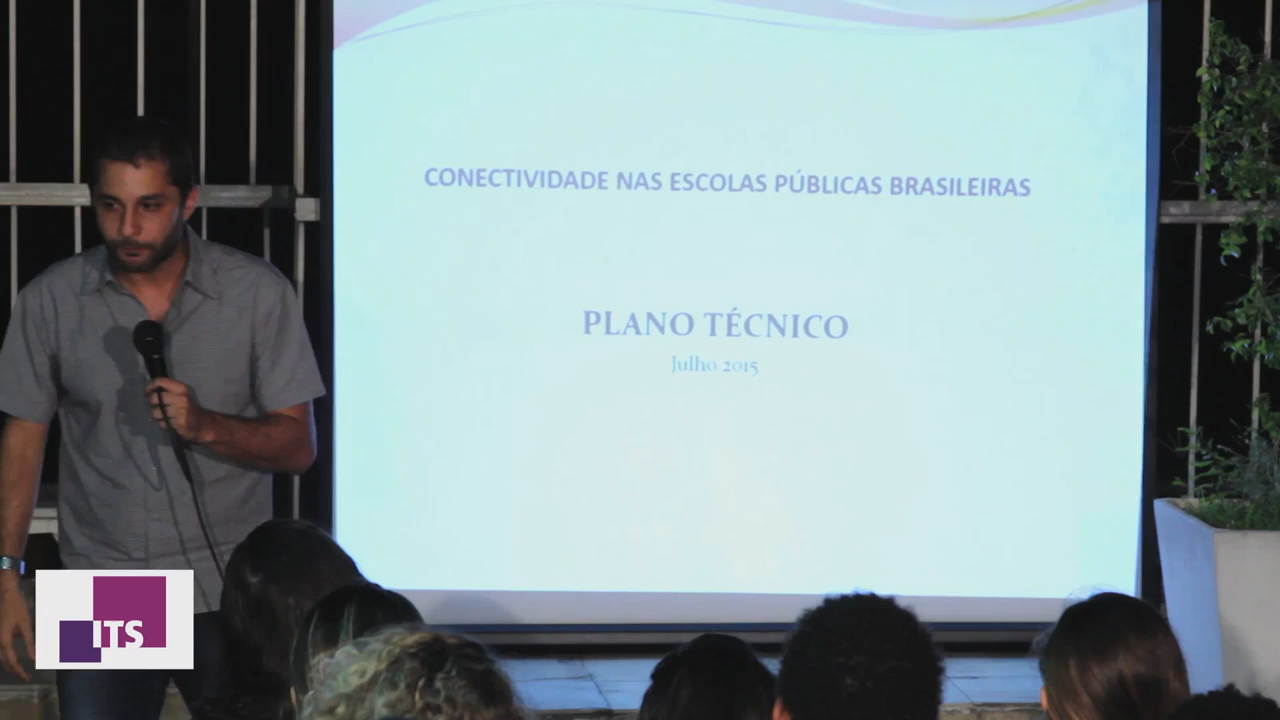 CONECTIVIDADE NAS ESCOLAS PÚBLICAS BRASILEIRAS
PLANO TÉCNICO
Julho 2015
ITS